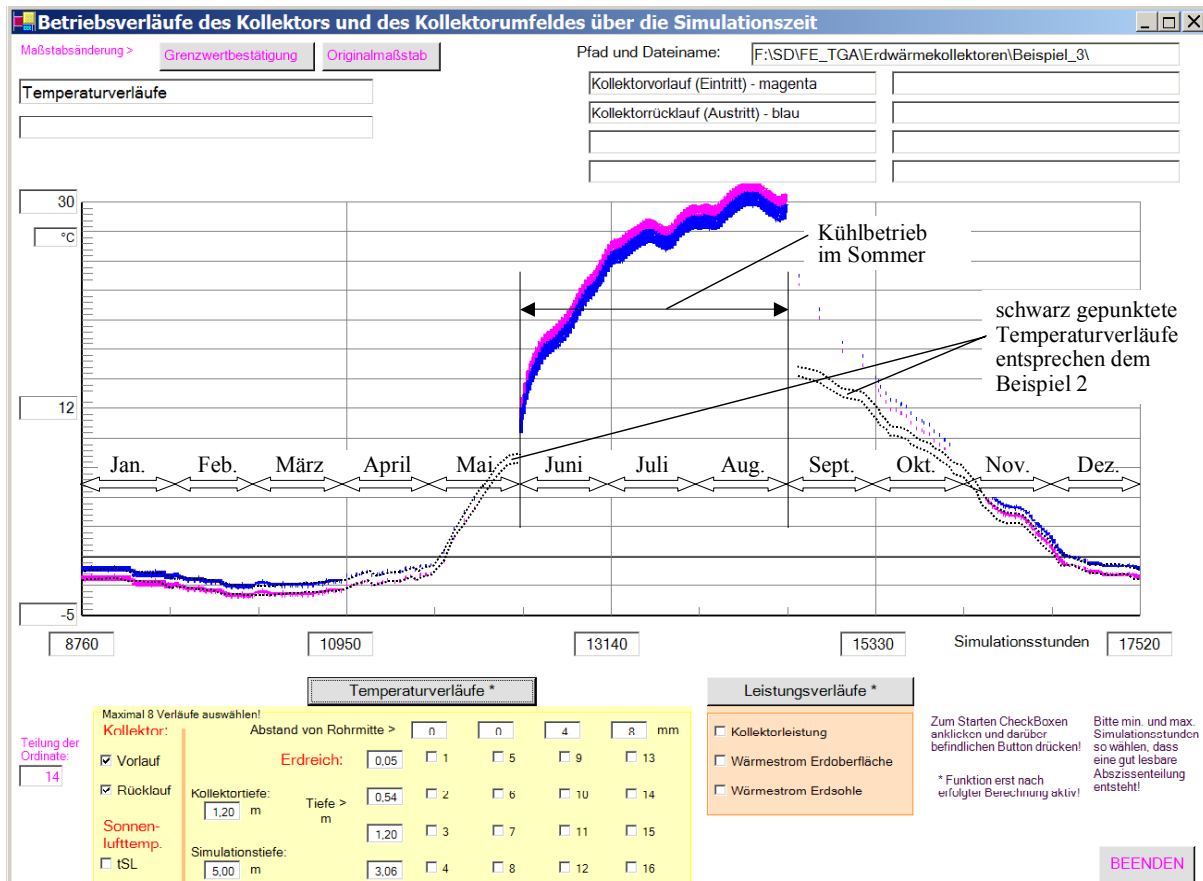 Betriebsverläufe des Kollektors und des Kollektorumfeldes über die Simulationszeit
Maßstabsänderung >
Grenzwertbestätigung
Originalmaßstab
Pfad und Dateiname:
F:\SD\FE_TGA\Erdwärmekollektoren\Beispiel_3\
Temperaturverläufe
Kollektorvorlauf (Eintritt) - magenta
Kollektorrücklauf (Austritt) - blau
30
°C
12
-5
Kühlbetrieb
im Sommer
schwarz gepunktete
Temperaturverläufe
entsprechen dem
Beispiel 2
Jan. Feb. März April Mai Juni Juli Aug. Sept. Okt. Nov. Dez.
8760 10950 13140 15330 Simulationsstunden 17520
Temperaturverläufe *
Leistungsverläufe *
Teilung der
Ordinate:
14
Maximal 8 Verläufe auswählen!
Kollektor:
Vorlauf
Rücklauf
Sonnen-
lufttemp.
tSL
Abstand von Rohrmitte > 0 0 4 8 mm
Erdreich:
Kollektortiefe:
1,20 m
Simulationstiefe:
5,00 m
Tiefe >
m
0,05 1 5 9 13
0,54 2 6 10 14
1,20 3 7 11 15
3,06 4 8 12 16
Kollektorleistung
Wärmestrom Erdoberfläche
Wärmestrom Erdsohle
Zum Starten CheckBoxen
anklicken und darüber
befindlichen Button drücken!
* Funktion erst nach
erfolgter Berechnung aktiv!
Bitte min. und max.
Simulationsstunden
so wählen, dass
eine gut lesbare
Abszissenteilung
entsteht!
BEENDEN